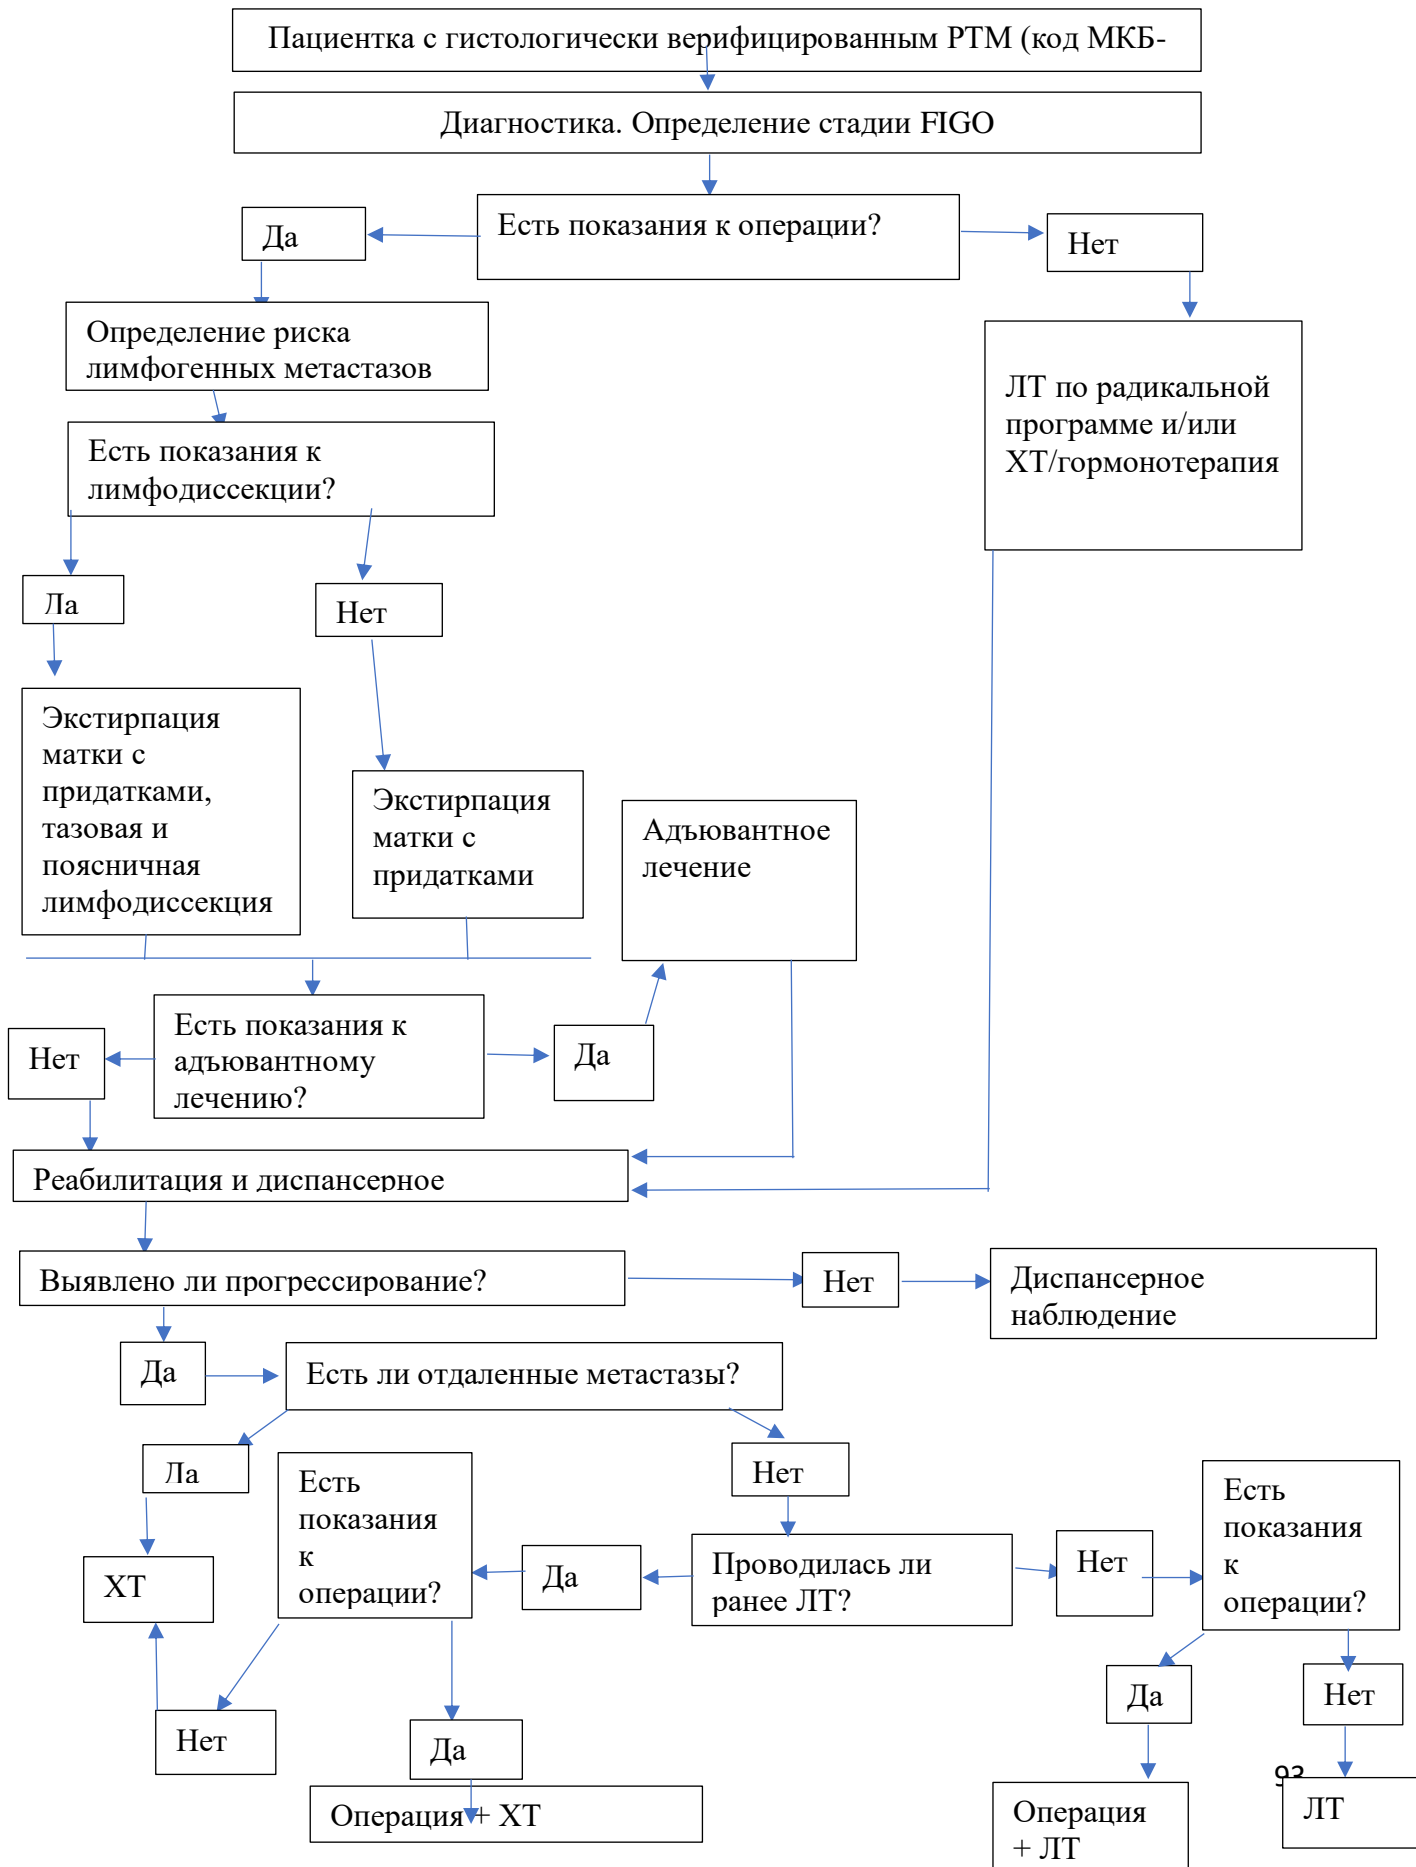 Пациентка с гистологически верифицированным РТМ (код МКБ-
Диагностика. Определение стадии FIGO
Есть показания к операции?
Да
Нет
Определение риска
лимфогенных метастазов
ЛТ по радикальной
программе и/или
ХТ/гормонотерапия
Есть показания к
лимфодиссекции?
Да
Нет
Экстирпация
матки с
придатками,
тазовая и
поясничная
лимфодиссекция
Экстирпация
матки с
придатками
Адъювантное
лечение
Есть показания к
адъювантному
лечению?
Нет
Да
Реабилитация и диспансерное
Выявлено ли прогрессирование?
Нет
Диспансерное
наблюдение
Да
Есть ли отдаленные метастазы?
Да
Нет
Есть
показания
к
операции?
Есть
показания
к
операции?
Проводилась ли
ранее ЛТ?
Да
Нет
ХТ
Нет
Да
Да
Нет
Операция + ХТ
Операция
+ ЛТ
93
ЛТ